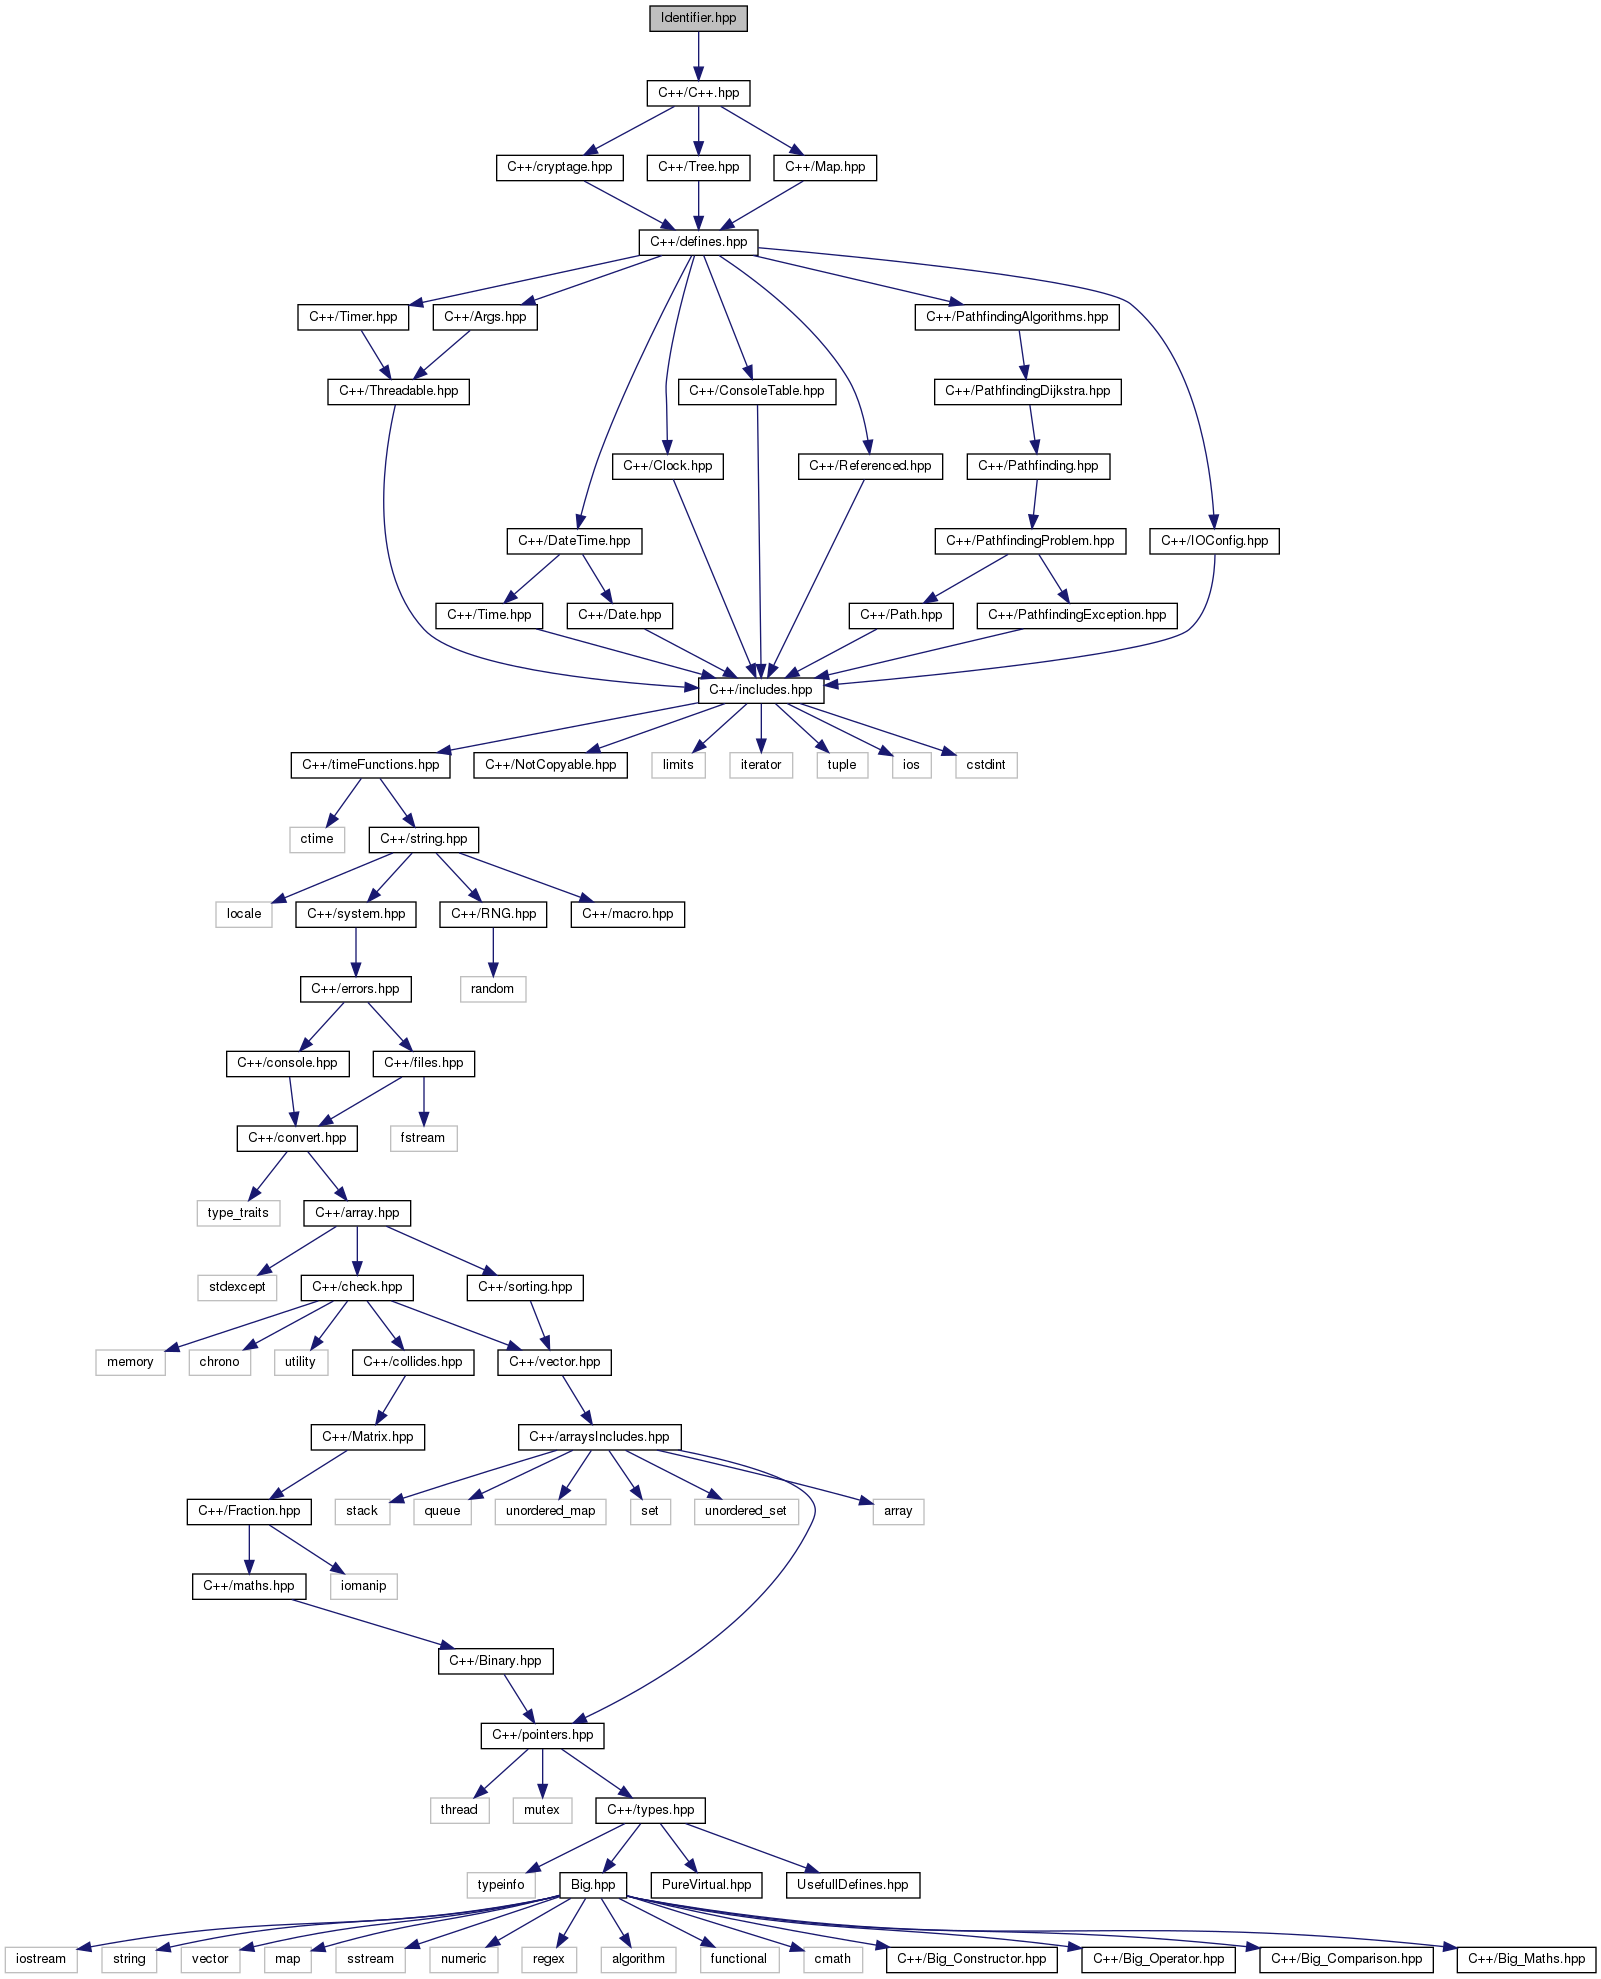 Identifier.hpp
C++/C++.hpp
C++/cryptage.hpp
C++/Tree.hpp
C++/Map.hpp
C++/defines.hpp
C++/Timer.hpp
C++/Args.hpp
C++/PathfindingAlgorithms.hpp
C++/Threadable.hpp
C++/ConsoleTable.hpp
C++/PathfindingDijkstra.hpp
C++/Clock.hpp
C++/Referenced.hpp
C++/Pathfinding.hpp
C++/DateTime.hpp
C++/PathfindingProblem.hpp
C++/IOConfig.hpp
C++/Time.hpp
C++/Date.hpp
C++/Path.hpp
C++/PathfindingException.hpp
C++/includes.hpp
C++/timeFunctions.hpp
C++/NotCopyable.hpp
limits
iterator
tuple
ios
cstdint
ctime
C++/string.hpp
locale
C++/system.hpp
C++/RNG.hpp
C++/macro.hpp
C++/errors.hpp
random
C++/console.hpp
C++/files.hpp
C++/convert.hpp
fstream
type_traits
C++/array.hpp
stdexcept
C++/check.hpp
C++/sorting.hpp
memory
chrono
utility
C++/collides.hpp
C++/vector.hpp
C++/Matrix.hpp
C++/arraysIncludes.hpp
C++/Fraction.hpp
stack
queue
unordered_map
set
unordered_set
array
C++/maths.hpp
iomanip
C++/Binary.hpp
C++/pointers.hpp
thread
mutex
C++/types.hpp
typeinfo
Big.hpp
PureVirtual.hpp
UsefullDefines.hpp
iostream
string
vector
map
sstream
numeric
regex
algorithm
functional
cmath
C++/Big_Constructor.hpp
C++/Big_Operator.hpp
C++/Big_Comparison.hpp
C++/Big_Maths.hpp